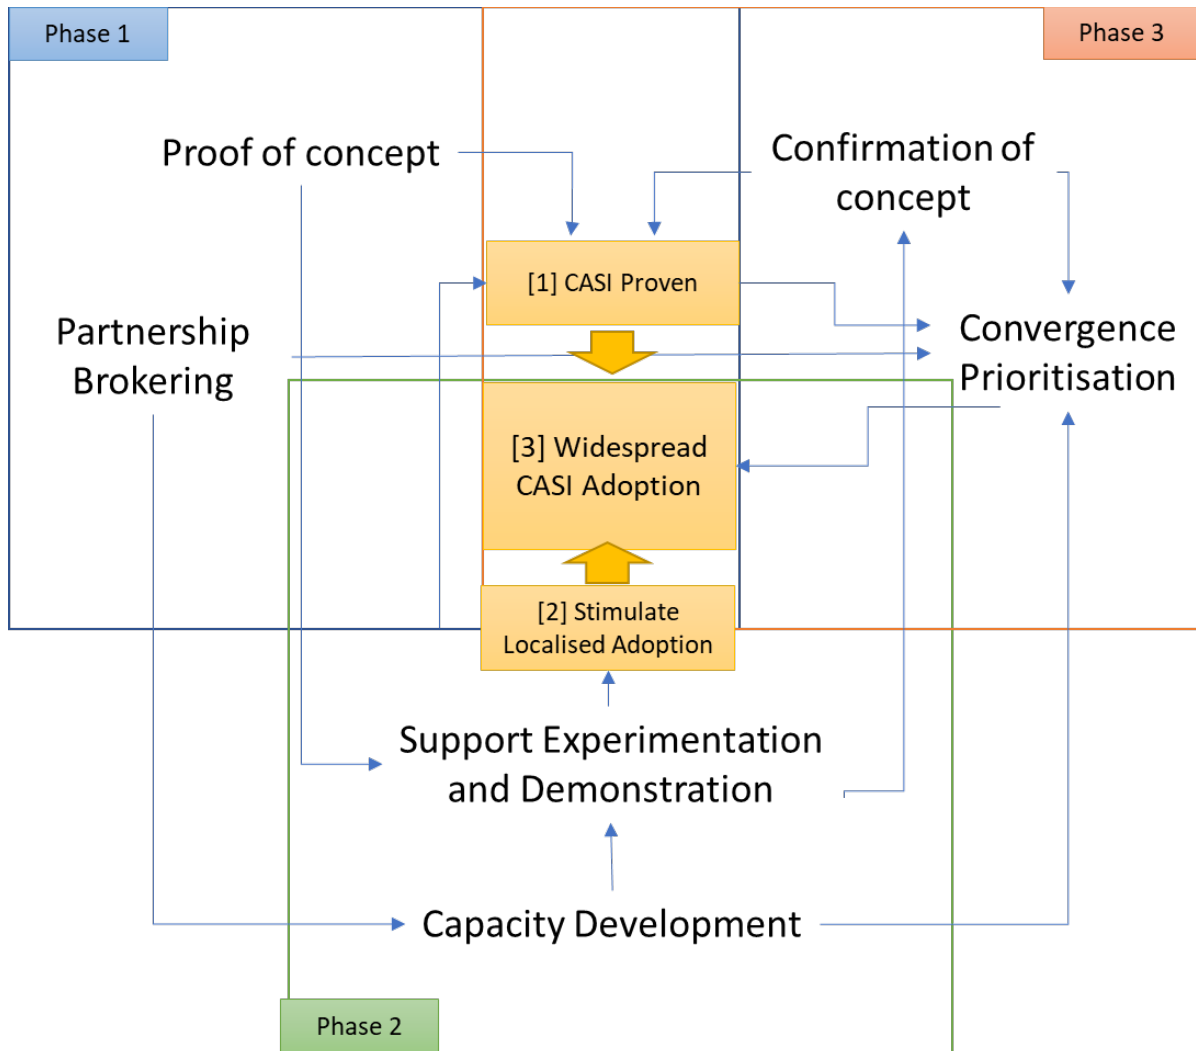 Phase 1
Phase 3
Proof of concept
Confirmation of
concept
[1] CASI Proven
Partnership
Brokering
Convergence
Prioritisation
[3] Widespread
CASI Adoption
[2] Stimulate
Localised Adoption
Support Experimentation
and Demonstration
Capacity Development
Phase 2